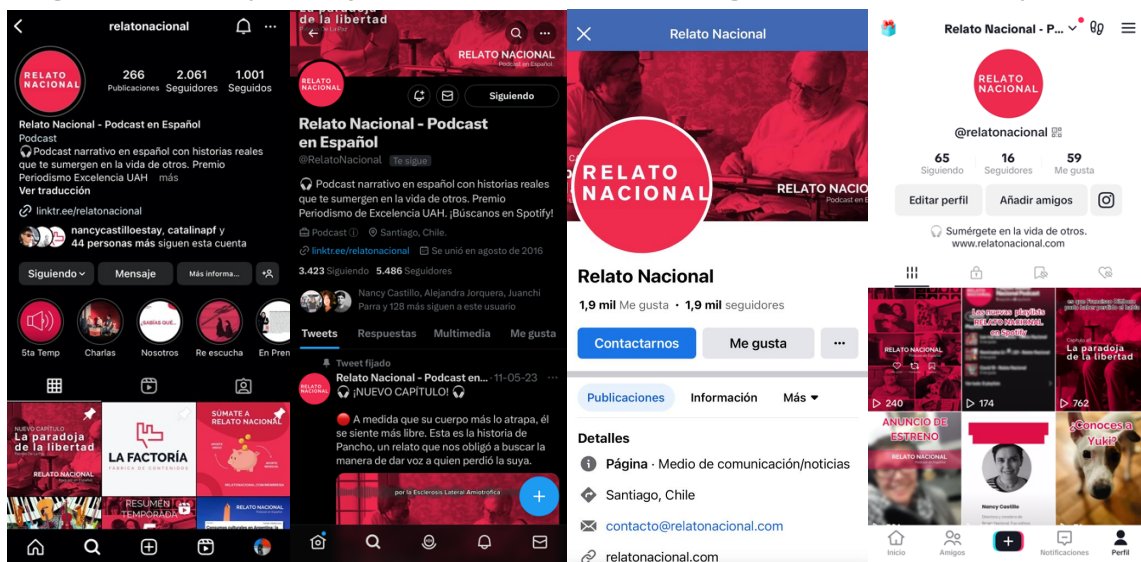 relatonacional
RELATO
NACIONAL
266
2.061
1.001
Publicaciones
Seguidores
Seguidos
Relato Nacional - Podcast en Español
Podcast
Podcast narrativo en español con historias reales
que te sumergen en la vida de otros. Premio
Periodismo Excelencia UAH más
Ver traducción
linktr.ee/relatonacional
nancycastilloestay, catalinapf y
44 personas más siguen esta cuenta
Siguiendo
Mensaje
Más informa...
5ta Temp
Charlas
¿SABÍAS QUE...
Nosotros
Re escucha
En Pren
NUEVO CAPÍTULO
La paradoja
de la libertad
RELATO NACIONAL
LA FACTORÍA
FÁBRICA DE CONTENIDOS
SÚMATE A
RELATO NACIONAL
RESUMEN
TEMPORADA
RELATO NACIONAL
de la libertad
RELATO NACIONAL
Podcast en Español
RELATO
NACIONAL
Siguiendo
Relato Nacional - Podcast
en Español
@RelatoNacional Te sigue
Podcast narrativo en español con historias reales
que te sumergen en la vida de otros. Premio
Periodismo de Excelencia UAH. ¡Búscanos en Spotify!
Podcast
Santiago, Chile.
linktr.ee/relatonacional
Se unió en agosto de 2016
3.423 Siguiendo 5.486 Seguidores
Nancy Castillo, Alejandra Jorquera, Juanchi
Parra y 128 más siguen a este usuario
Tweets
Respuestas
Multimedia
Me gusta
Tweet fijado
RELATO
NACIONAL
Relato Nacional - Podcast en... · 11-05-23
¡NUEVO CAPÍTULO!
A medida que su cuerpo más lo atrapa, él
se siente más libre. Esta es la historia de
Pancho, un relato que nos obligó a buscar la
manera de dar voz a quien perdió la suya.
por la Esclerosis Lateral Amiotrófica
Relato Nacional
RELATO
NACIONAL
RELATO NACIO
Podcast en E
Relato Nacional
1,9 mil Me gusta • 1,9 mil seguidores
Contactarnos
Me gusta
Publicaciones
Información
Más
Detalles
Página · Medio de comunicación/noticias
Santiago, Chile
contacto@relatonacional.com
relatonacional.com
Relato Nacional - P...
RELATO
NACIONAL
@relatonacional
65
16
59
Siguiendo
Seguidores
Me gusta
Editar perfil
Añadir amigos
Sumérgete en la vida de otros.
www.relatonacional.com
RELATO NACIONAL
240
Las nuevas playlists
RELATO NACIONAL
en Spotify
174
La paradoja
de la libertad
762
ANUNCIO DE
ESTRENO
RELATO NACIONAL
Nancy Castillo
¿Conoces a
Yuki?
Inicio
Amigos
Notificaciones
Perfil